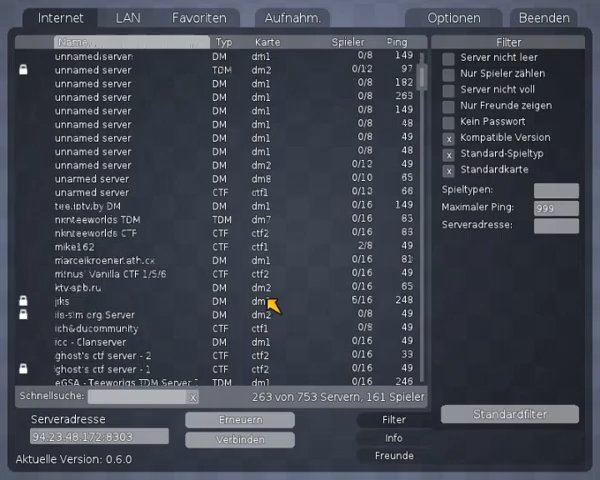 Internet LAN Favoriten Aufnahm. Optionen Beenden
Name Typ Karte Spieler Ping
unnamed server DM dm1 0/8 149
unnamed server TDM dm2 0/12 97
unnamed server DM dm1 0/8 182
unnamed server DM dm1 0/8 263
unnamed server DM dm1 0/8 149
unnamed server DM dm1 0/8 48
unnamed server DM dm1 0/8 49
unnamed server DM dm1 0/8 49
unnamed server DM dm2 0/12 49
unarmed server DM dm8 0/10 65
unarmed server CTF ctf1 0/12 66
tee.iptv.by DM DM dm1 0/16 149
nknteeworlds TDM TDM dm7 0/16 83
nknteeworlds CTF CTF ctf2 0/16 83
mike162 CTF ctf1 2/8 49
marceikroener.ath.cx DM dm1 0/16 81
minus' Vanilla CTF 1/5/6 CTF ctf2 0/16 49
ktv-spb.ru DM dm2 0/16 65
DM 248
DM dm2 0/8 49
ich&ducommunity CTF ctf1 0/8 49
icc - Clanserver DM dm1 0/16 49
ghost's ctf server - 2 CTF ctf2 0/16 33
ghost's ctf server - 1 CTF ctf2 0/16 49
eGSA - Teeworlds TDM Server TDM dm1 0/16 246
Schnellsuche: x 263 von 753 Servern, 161 Spieler
Serveradresse
94.23.48.172:8303
Aktuelle Version: 0.6.0
Erneuern
Verbinden
Filter
Info
Freunde
Filter
Server nicht leer
Nur Spieler zählen
Server nicht voll
Nur Freunde zeigen
Kein Passwort
x Kompatible Version
x Standard-Spieltyp
x Standardkarte
Spieltypen:
Maximaler Ping: 999
Serveradresse:
Standardfilter